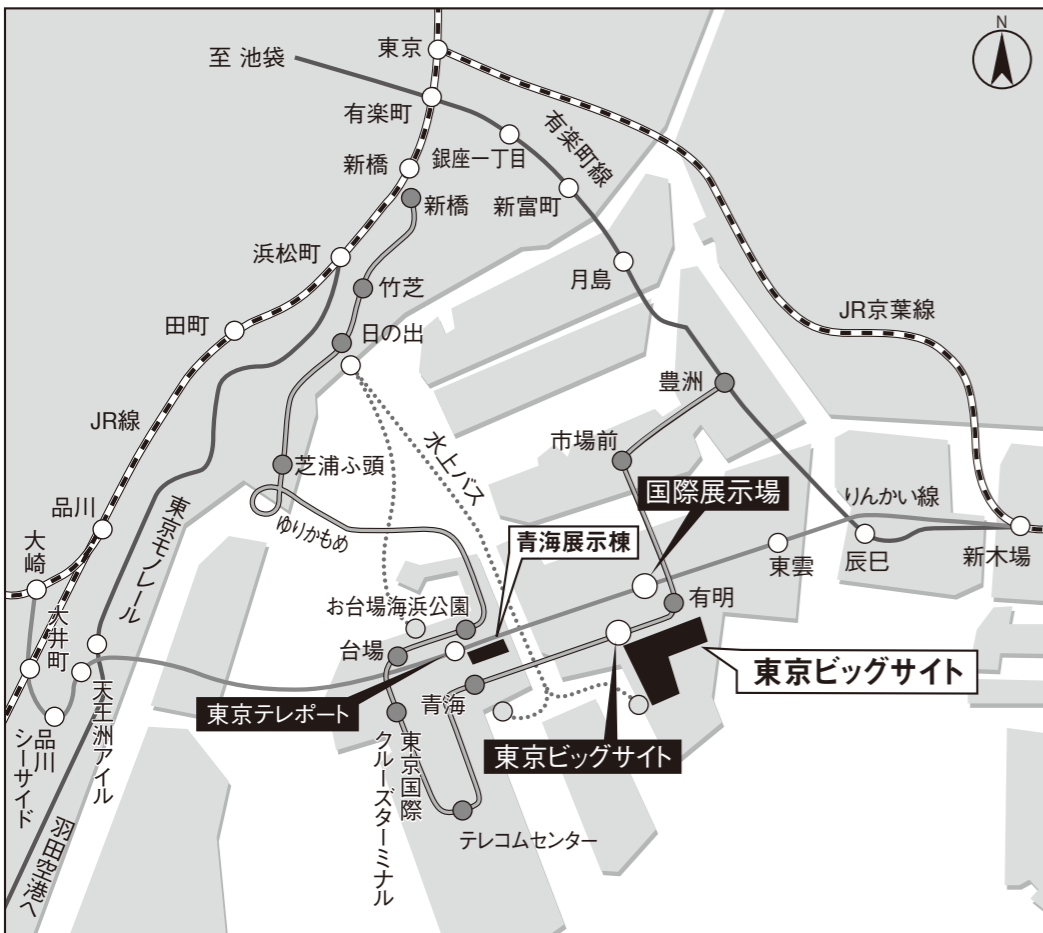 N
東京
至 池袋
有楽町
銀座一丁目
有楽町線
新橋
新橋
新富町
浜松町
月島
竹芝
JR京葉線
田町
日の出
豊洲
JR線
水上バス
市場前
芝浦ふ頭
国際展示場
りんかい線
品川
ゆりかもめ
青海展示棟
大崎
東京モノレール
東雲
辰巳
新木場
お台場海浜公園
有明
大井町
台場
東京ビッグサイト
天王洲アイル
東京テレポート
青海
品川
シーサイド
東京国際
クルーズターミナル
東京ビッグサイト
テレコムセンター
羽田空港へ